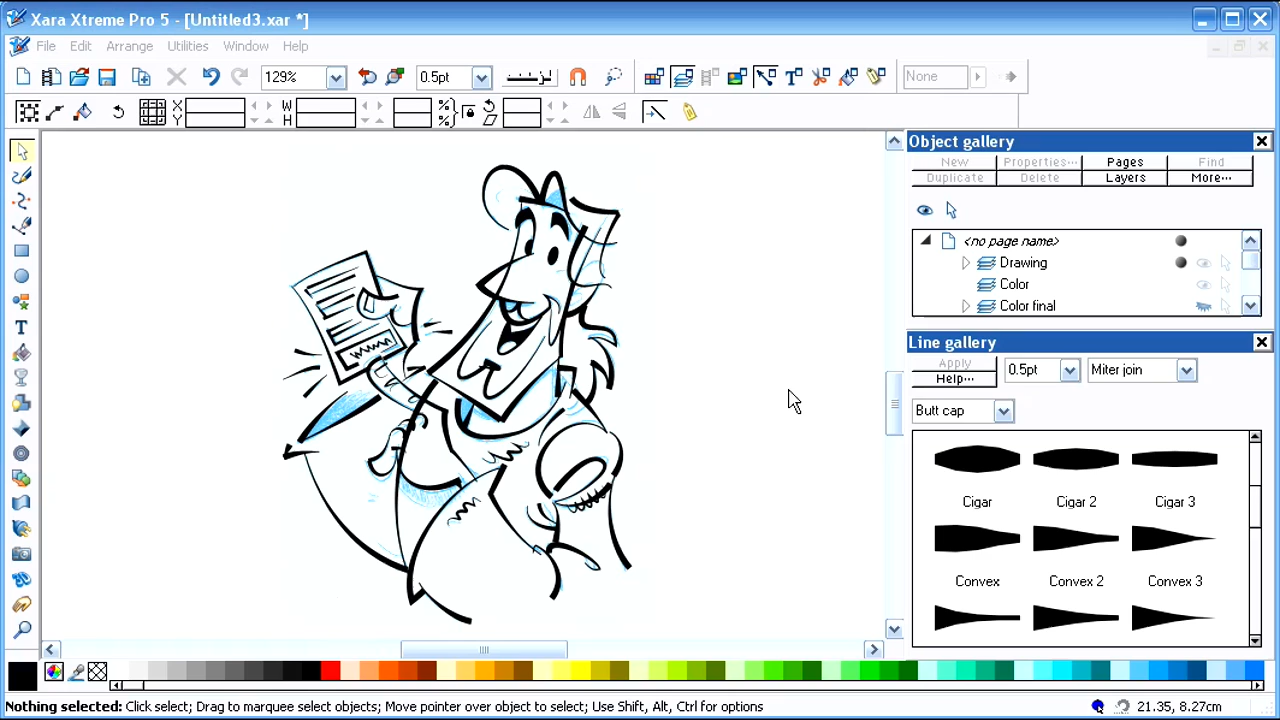 Xara Xtreme Pro 5 - [Untitled3.xar *]
File Edit Arrange Utilities Window Help
129% 0.5pt None
X
Y
W
H
%
%
Object gallery
New Properties... Pages Find
Duplicate Delete Layers More...
<no page name>
Drawing
Color
Color final
Line gallery
Apply
Help...
0.5pt Miter join
Butt cap
Cigar Cigar 2 Cigar 3
Convex Convex 2 Convex 3
Nothing selected: Click select; Drag to marquee select objects; Move pointer over object to select; Use Shift, Alt, Ctrl for options
21.35, 8.27cm